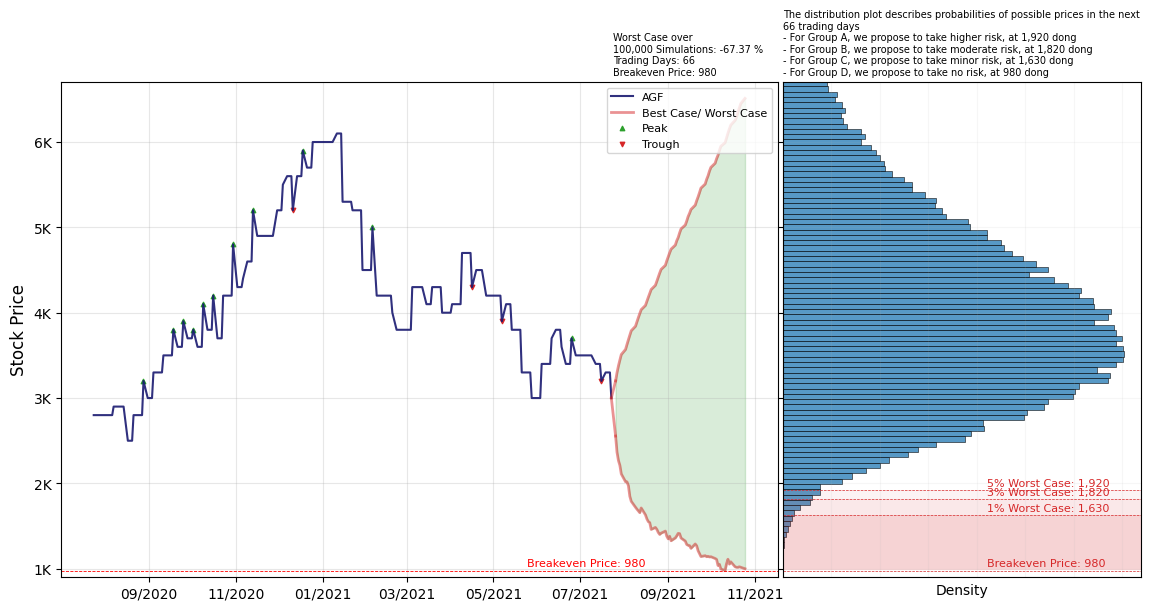 The distribution plot describes probabilities of possible prices in the next
66 trading days
- For Group A, we propose to take higher risk, at 1,920 dong
- For Group B, we propose to take moderate risk, at 1,820 dong
- For Group C, we propose to take minor risk, at 1,630 dong
- For Group D, we propose to take no risk, at 980 dong
Worst Case over
100,000 Simulations: -67.37 %
Trading Days: 66
Breakeven Price: 980
AGF
Best Case/ Worst Case
Peak
Trough
Stock Price
6K
5K
4K
3K
2K
1K
5% Worst Case: 1,920
3% Worst Case: 1,820
1% Worst Case: 1,630
Breakeven Price: 980
Breakeven Price: 980
09/2020
11/2020
01/2021
03/2021
05/2021
07/2021
09/2021
11/2021
Density